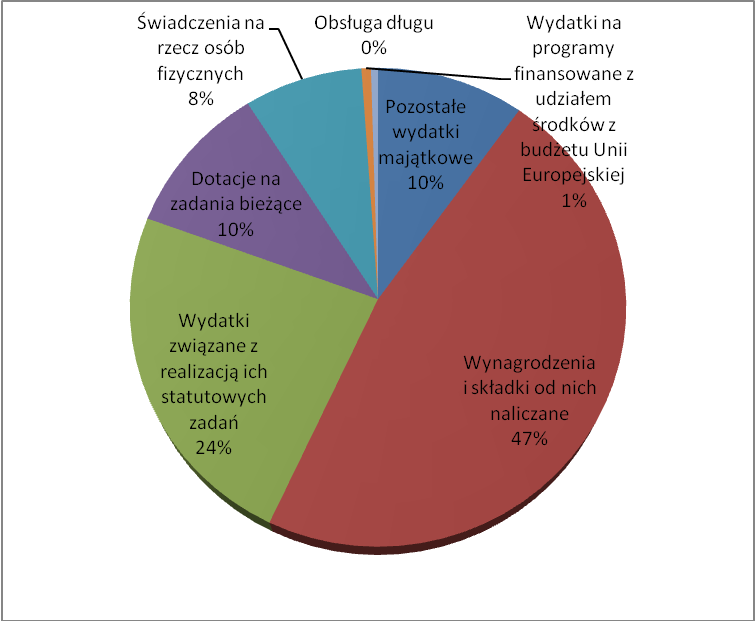 Świadczenia na
rzecz osób
fizycznych
8%
Obsługa długu
0%
Wydatki na
programy
finansowane z
udziałem
środków z
budżetu Unii
Europejskiej
1%
Pozostałe
wydatki
majątkowe
10%
Dotacje na
zadania bieżące
10%
Wydatki
związane z
realizacją ich
statutowych
zadań
24%
Wynagrodzenia
i składki od nich
naliczane
47%